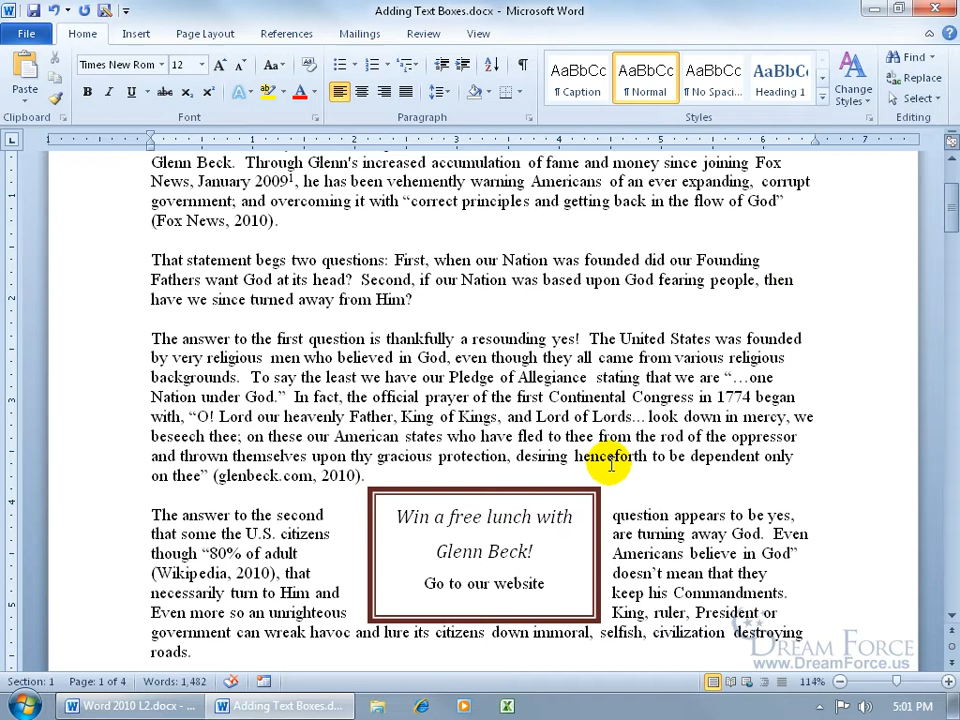 Adding Text Boxes.docx - Microsoft Word
File Home Insert Page Layout References Mailings Review View
Times New Rom 12 Aa AaBbCc AaBbCc AaBbCc AaBbCc Find
Paste B I U abc x₂ x² A A ¶ Caption ¶ Normal ¶ No Spaci... Heading 1 Change Styles Replace
Select
Clipboard Font Paragraph Styles Editing
1 1 2 3 4 5 6 7
Glenn Beck. Through Glenn's increased accumulation of fame and money since joining Fox
News, January 2009¹, he has been vehemently warning Americans of an ever expanding, corrupt
government; and overcoming it with “correct principles and getting back in the flow of God”
(Fox News, 2010).
That statement begs two questions: First, when our Nation was founded did our Founding
Fathers want God at its head? Second, if our Nation was based upon God fearing people, then
have we since turned away from Him?
The answer to the first question is thankfully a resounding yes! The United States was founded
by very religious men who believed in God, even though they all came from various religious
backgrounds. To say the least we have our Pledge of Allegiance stating that we are “…one
Nation under God.” In fact, the official prayer of the first Continental Congress in 1774 began
with, “O! Lord our heavenly Father, King of Kings, and Lord of Lords... look down in mercy, we
beseech thee; on these our American states who have fled to thee from the rod of the oppressor
and thrown themselves upon thy gracious protection, desiring henceforth to be dependent only
on thee” (glenbeck.com, 2010).
The answer to the second question appears to be yes,
that some the U.S. citizens are turning away God. Even
though “80% of adult Americans believe in God”
(Wikipedia, 2010), that doesn’t mean that they
necessarily turn to Him and keep his Commandments.
Even more so an unrighteous King, ruler, President or
government can wreak havoc and lure its citizens down immoral, selfish, civilization destroying
roads.
Win a free lunch with
Glenn Beck!
Go to our website
DREAM FORCE
www.DreamForce.us
Section: 1 Page: 1 of 4 Words: 1,482 114%
Word 2010 L2.docx - ... Adding Text Boxes.d... 5:01 PM